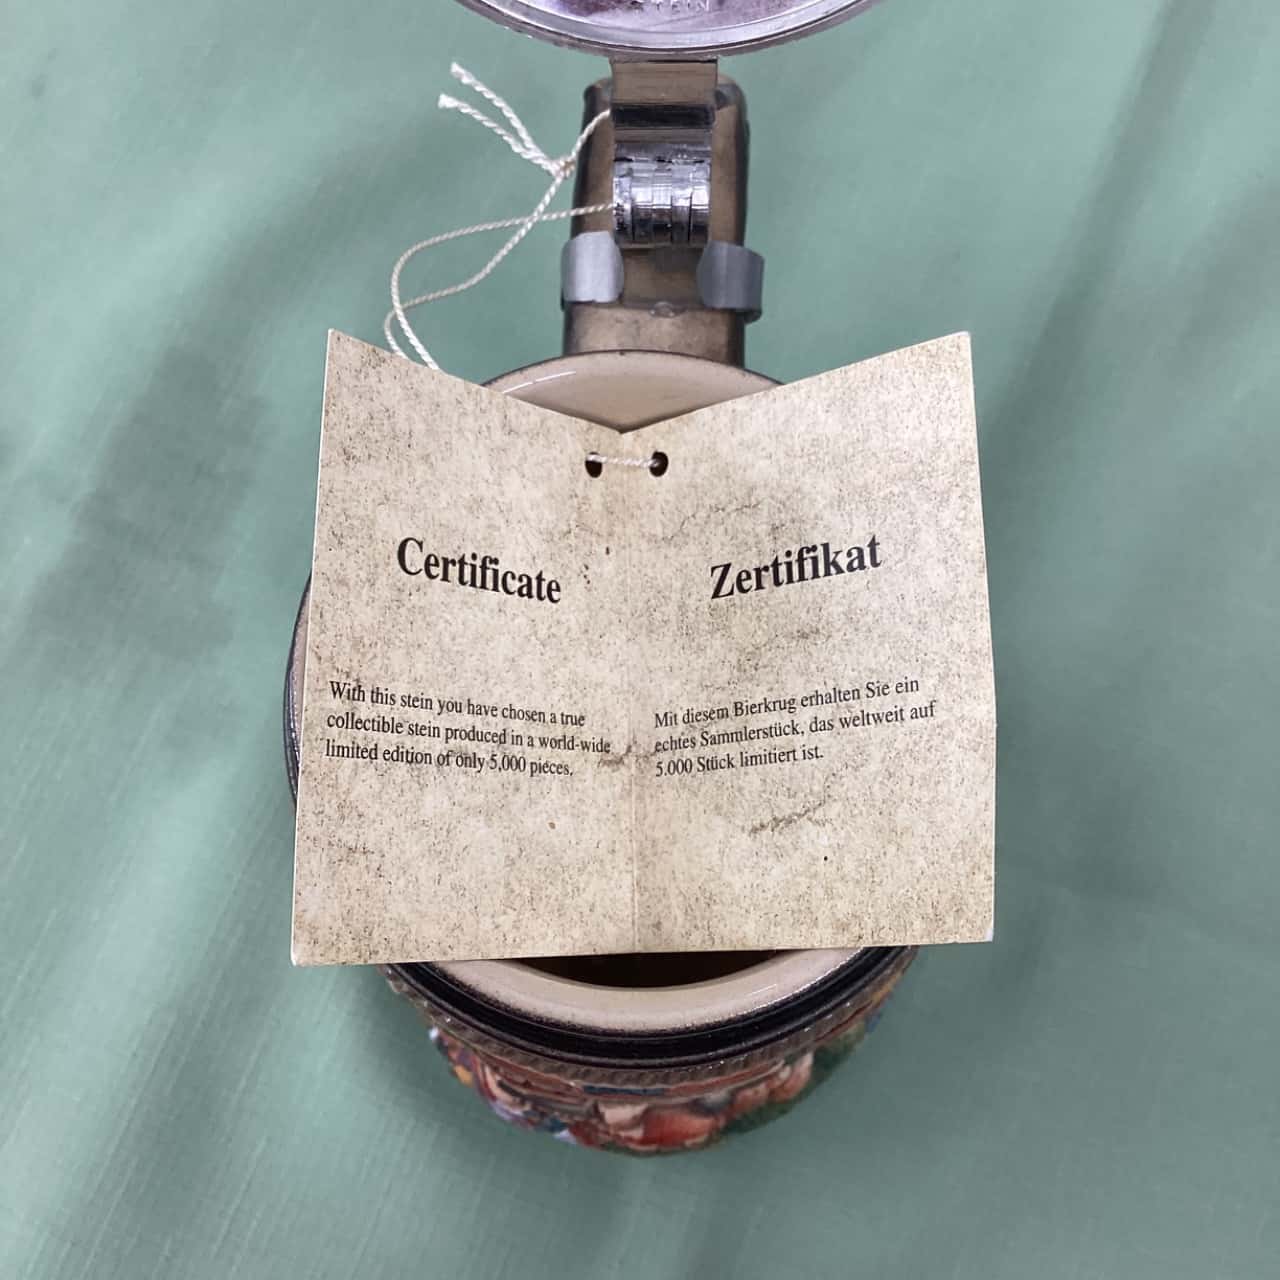 STEIN
Certificate
With this stein you have chosen a true
collectible stein produced in a world-wide
limited edition of only 5,000 pieces.
Zertifikat
Mit diesem Bierkrug erhalten Sie ein
echtes Sammlerstück, das weltweit auf
5.000 Stück limitiert ist.